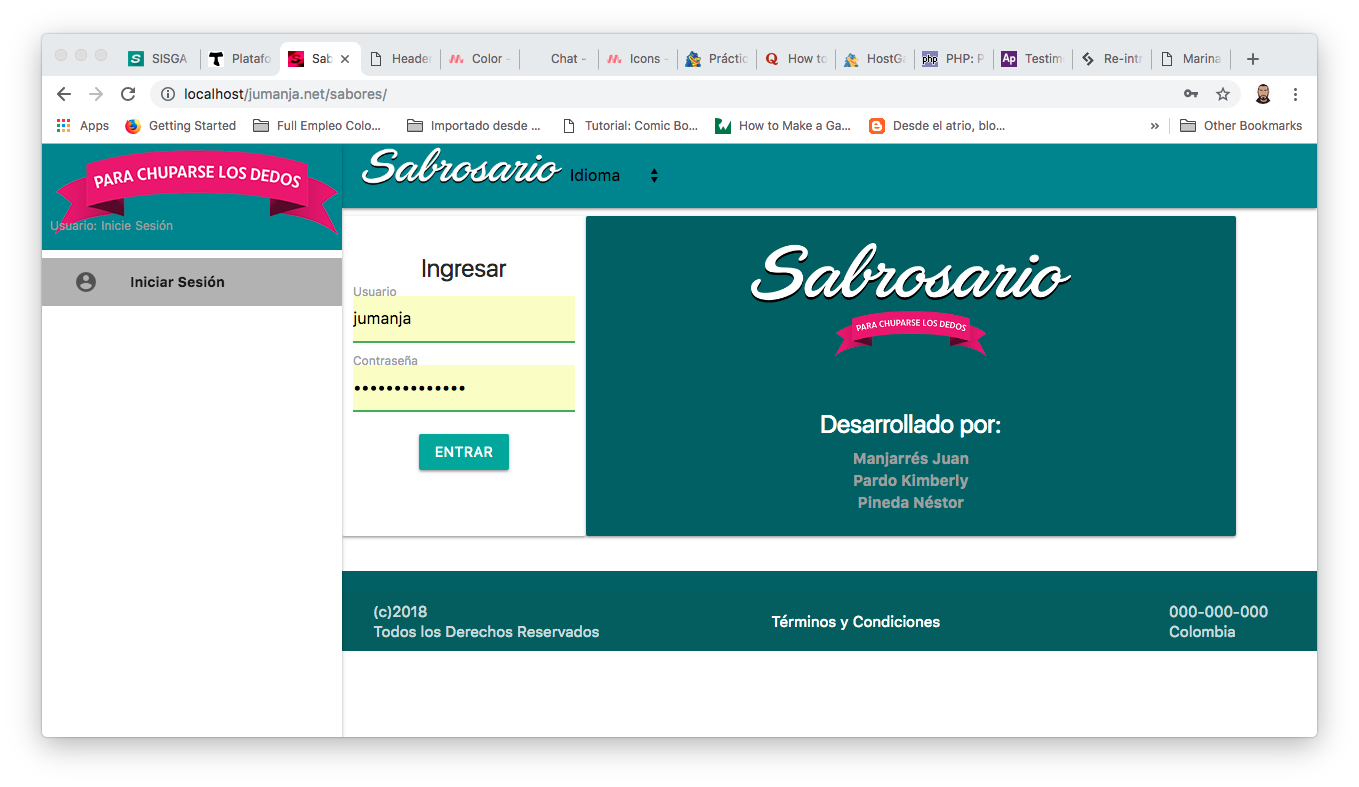 SISGA
Platafo
Sab
Header
Color -
Chat -
Icons -
Práctic
How to
HostGa
php
PHP: P
Ap
Testim
Re-intr
Marina
localhost/jumanja.net/sabores/
Apps
Getting Started
Full Empleo Colo...
Importado desde ...
Tutorial: Comic Bo...
How to Make a Ga...
Desde el atrio, blo...
»
Other Bookmarks
PARA CHUPARSE LOS DEDOS
Usuario: Inicie Sesión
Iniciar Sesión
Sabrosario
Idioma
Ingresar
Usuario
jumanja
Contraseña
••••••••••••••
ENTRAR
Sabrosario
PARA CHUPARSE LOS DEDOS
Desarrollado por:
Manjarrés Juan
Pardo Kimberly
Pineda Néstor
(c)2018
Todos los Derechos Reservados
Términos y Condiciones
000-000-000
Colombia